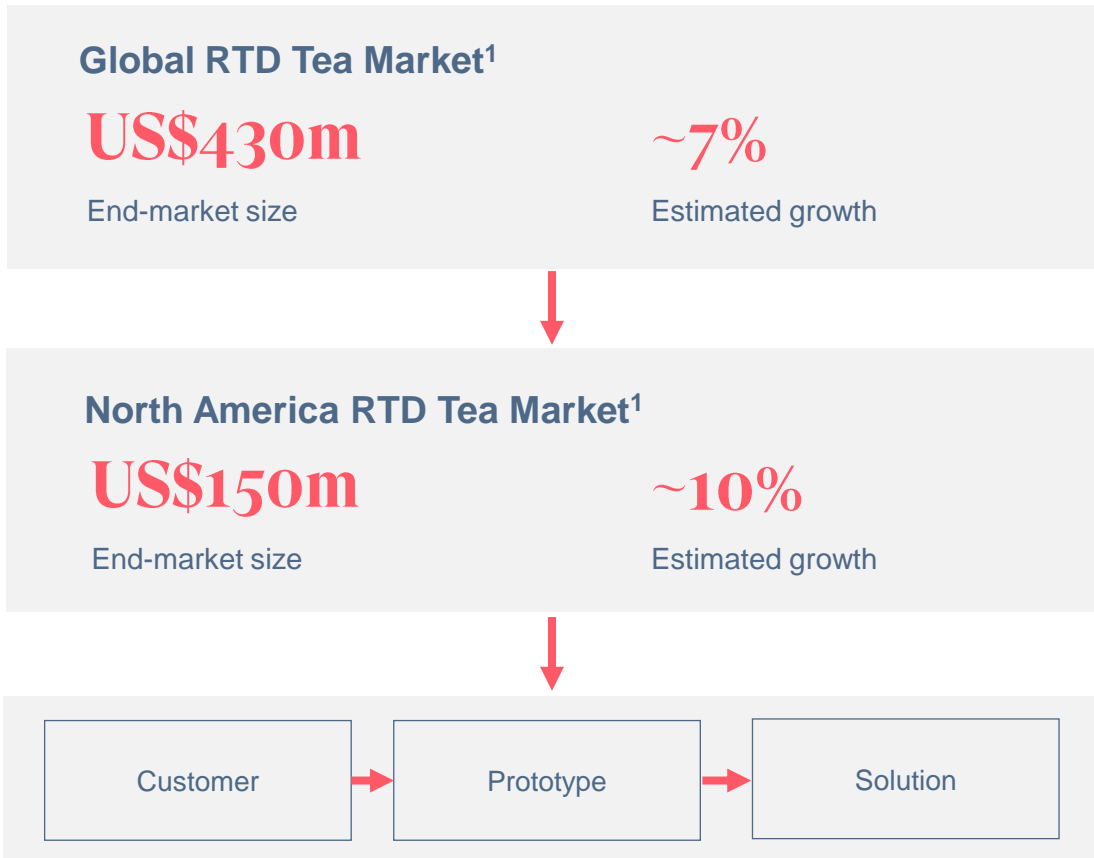 Global RTD Tea Market¹
US$430m
~7%
End-market size
Estimated growth
North America RTD Tea Market¹
US$150m
~10%
End-market size
Estimated growth
Customer
Prototype
Solution